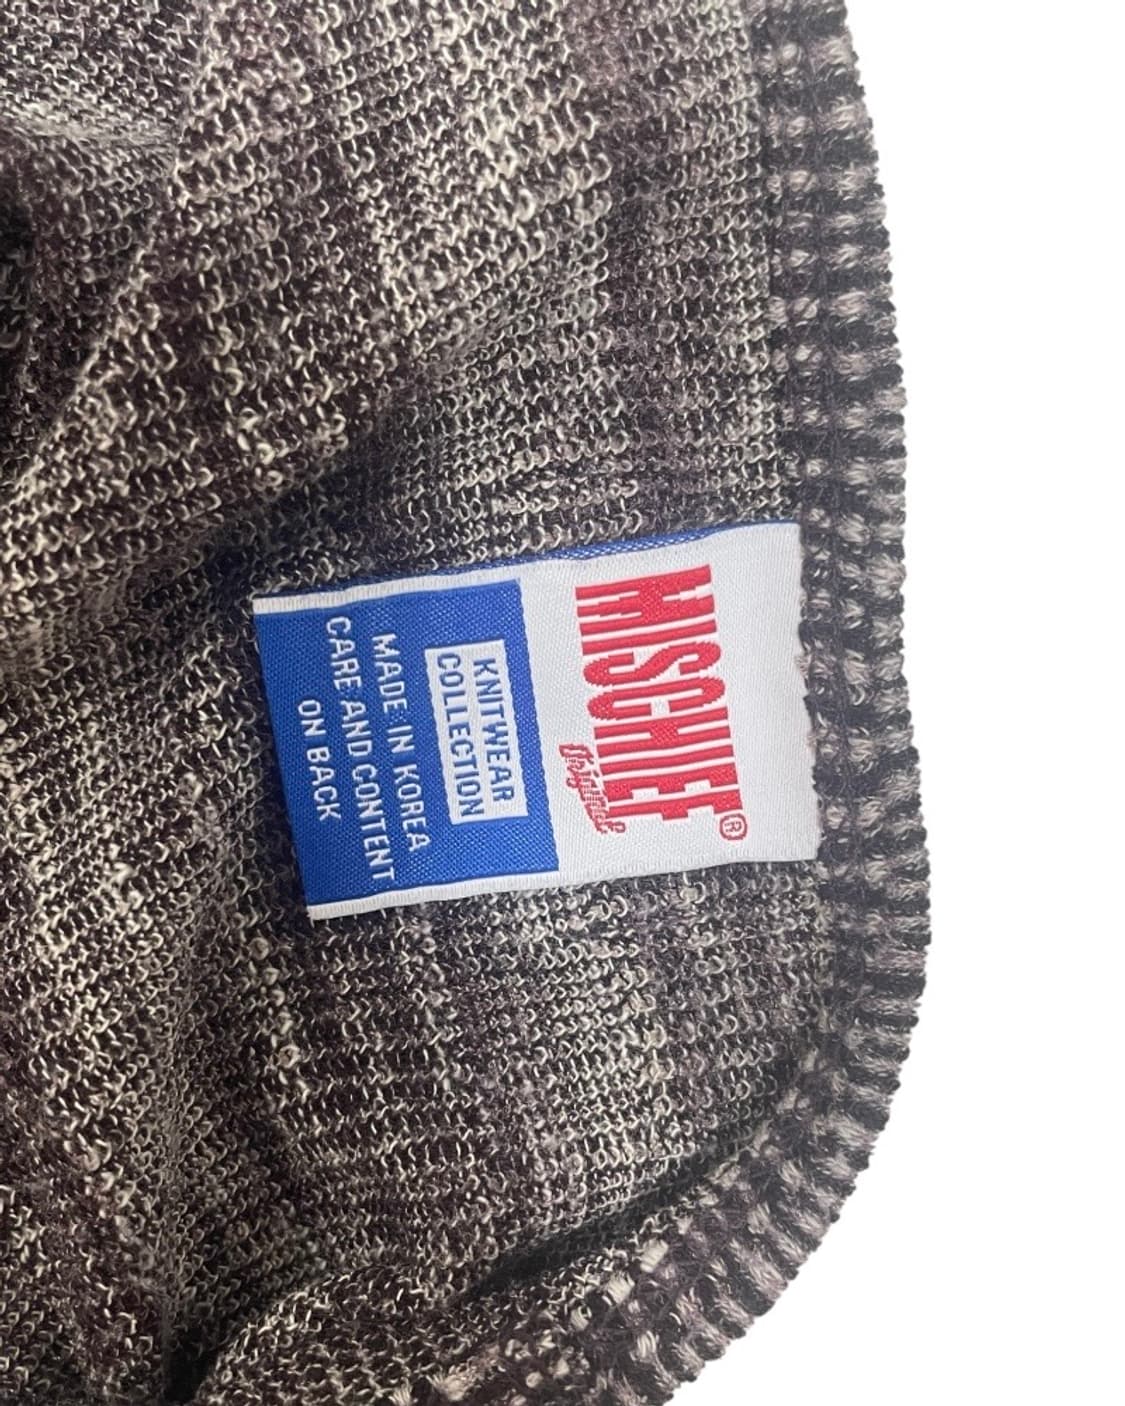 MISCHIEF®
Original
KNITWEAR
COLLECTION
MADE IN KOREA
CARE AND CONTENT
ON BACK